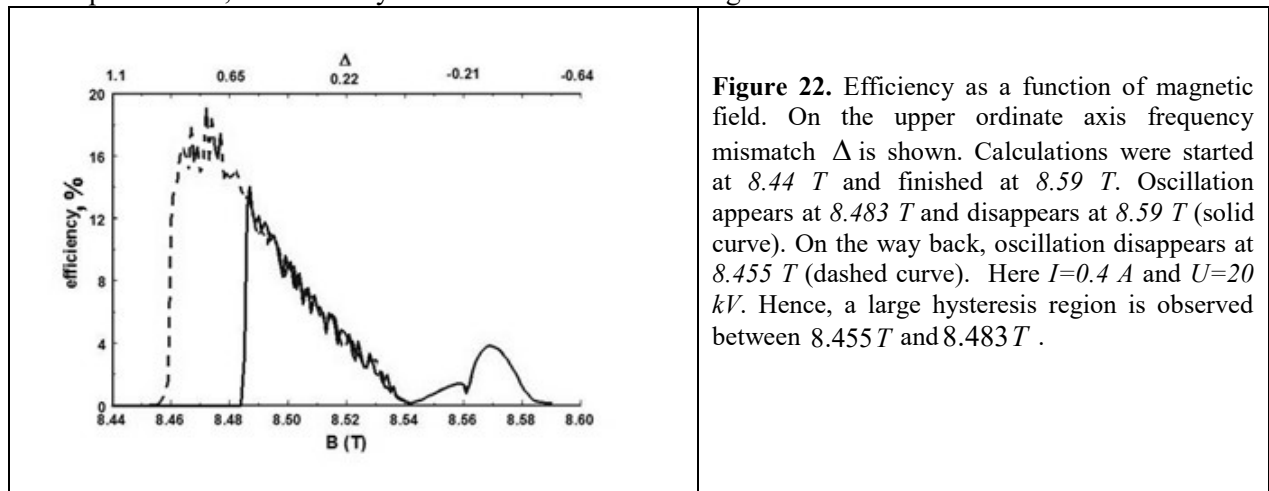 Δ
1.1 0.65 0.22 -0.21 -0.64
20
16
12
8
4
0
efficiency, %
8.44 8.46 8.48 8.50 8.52 8.54 8.56 8.58 8.60
B (T)
Figure 22. Efficiency as a function of magnetic
field. On the upper ordinate axis frequency
mismatch Δ is shown. Calculations were started
at 8.44 T and finished at 8.59 T. Oscillation
appears at 8.483 T and disappears at 8.59 T (solid
curve). On the way back, oscillation disappears at
8.455 T (dashed curve). Here I=0.4 A and U=20
kV. Hence, a large hysteresis region is observed
between 8.455T and 8.483T .